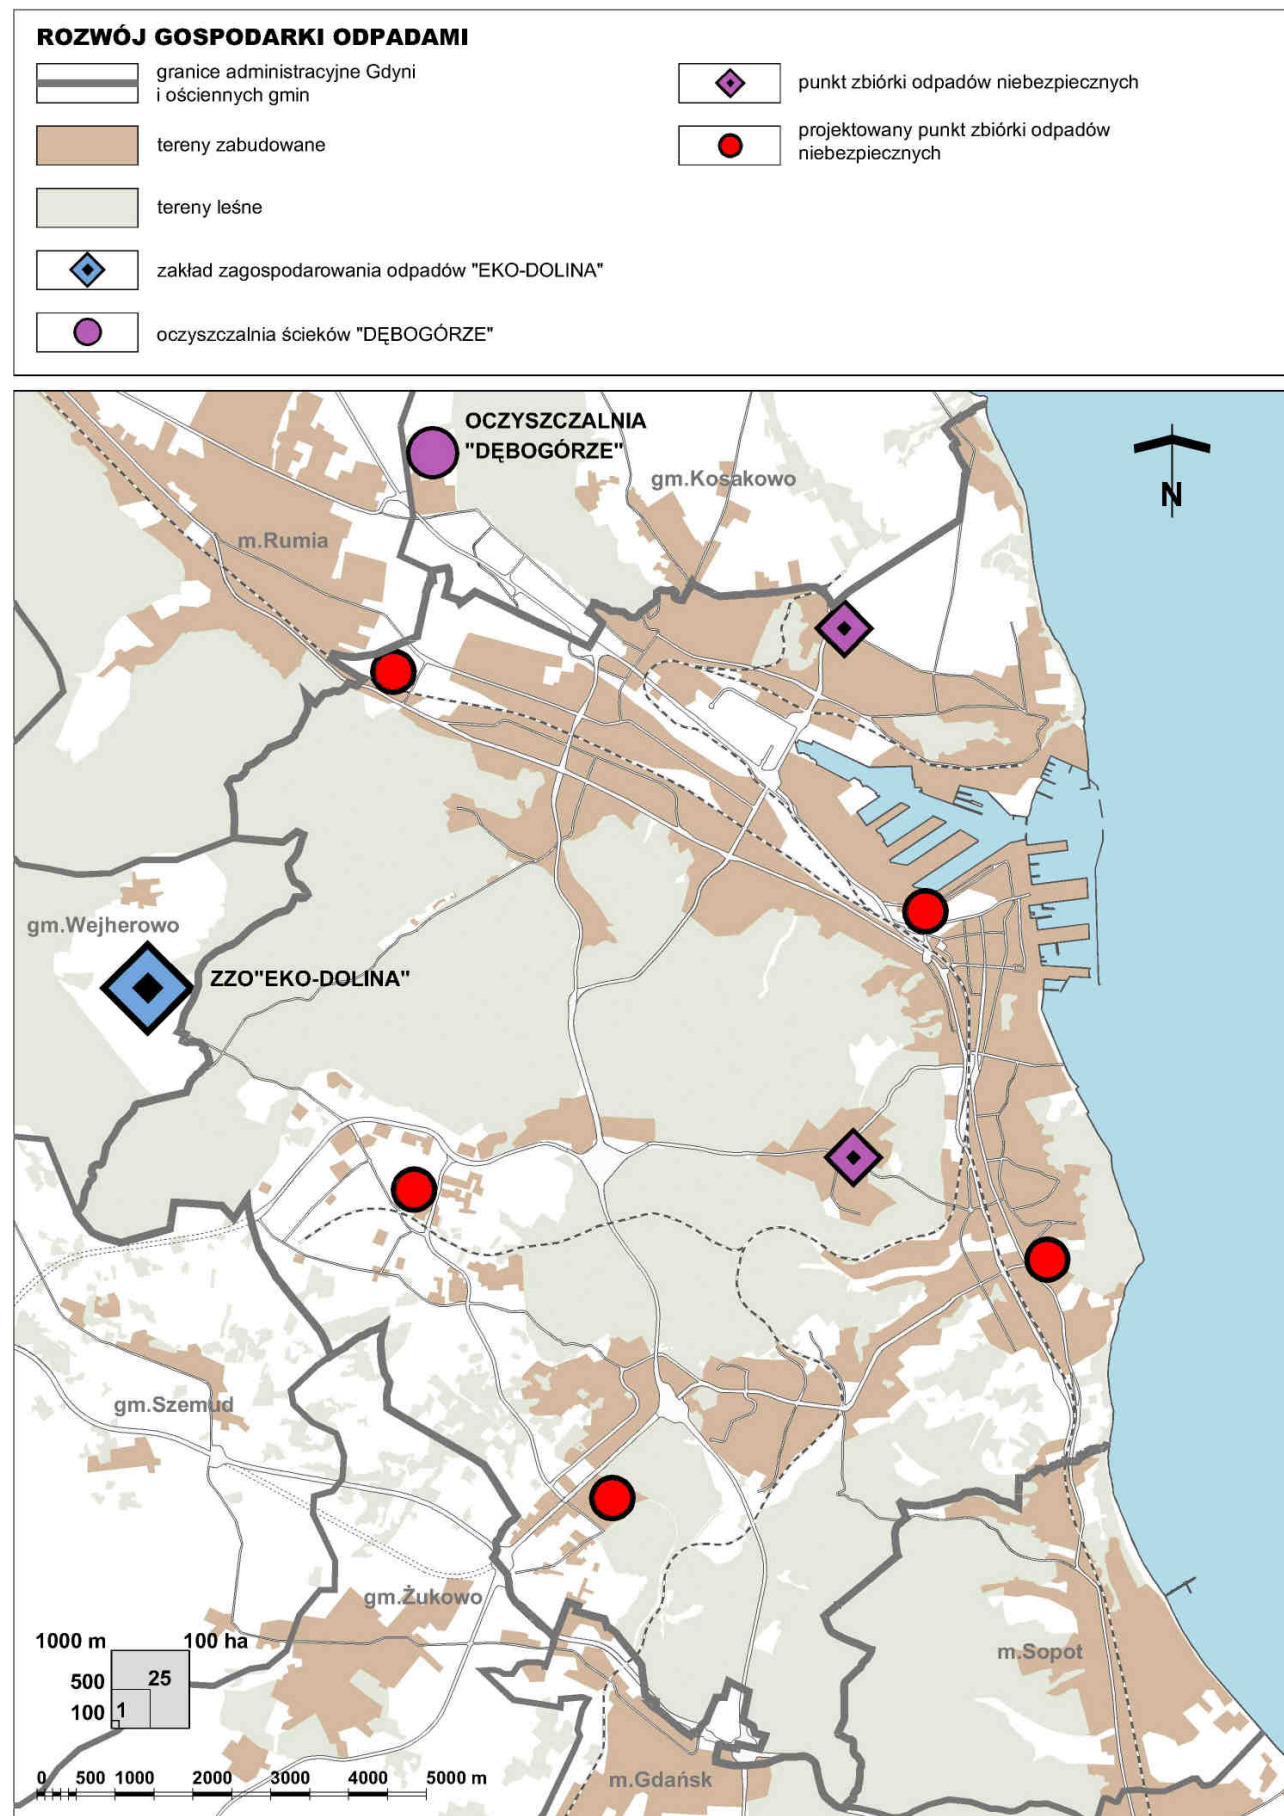 ROZWÓJ GOSPODARKI ODPADAMI
granice administracyjne Gdyni
i ościennych gmin
tereny zabudowane
tereny leśne
zakład zagospodarowania odpadów "EKO-DOLINA"
oczyszczalnia ścieków "DĘBOGÓRZE"
punkt zbiórki odpadów niebezpiecznych
projektowany punkt zbiórki odpadów
niebezpiecznych
OCZYSZCZALNIA
"DĘBOGÓRZE"
gm.Kosakowo
N
m.Rumia
gm.Wejherowo
ZZO"EKO-DOLINA"
gm.Szemud
gm.Żukowo
m.Sopot
m.Gdańsk
1000 m 100 ha
500 25
100 1
0 500 1000 2000 3000 4000 5000 m